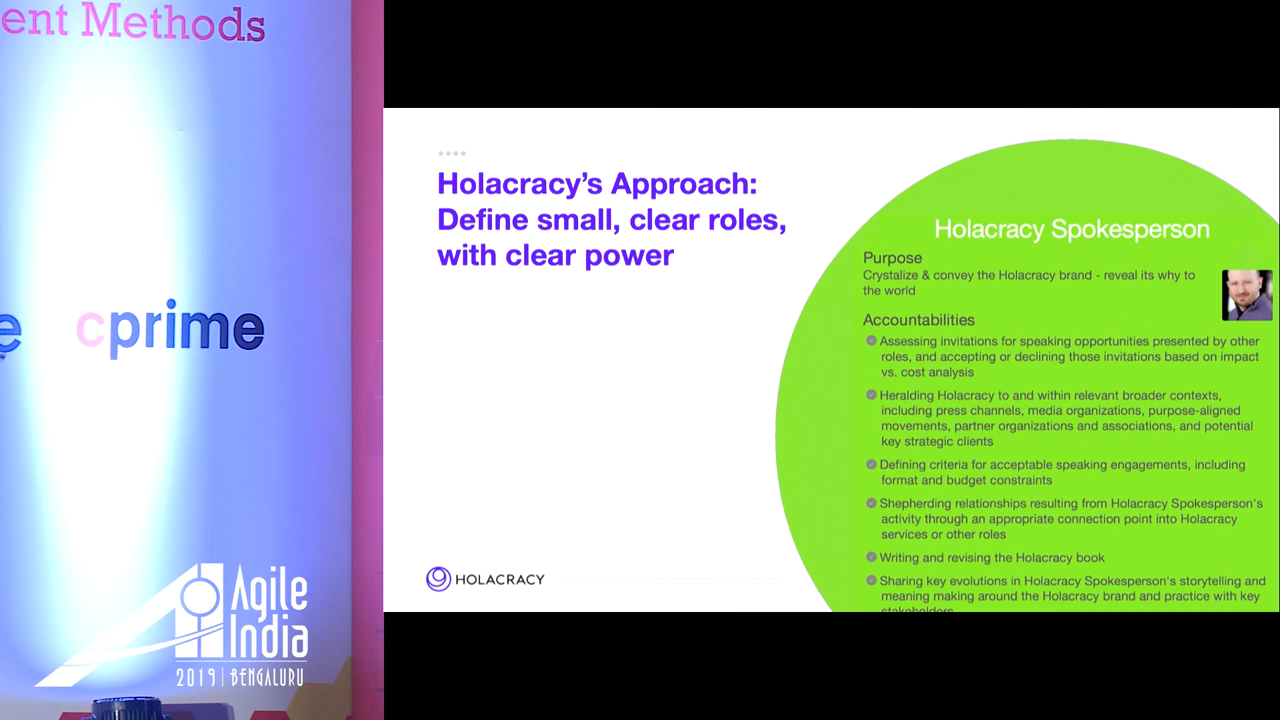 ent Methods
e cprime
Agile
India
2019 | BENGALURU
Holacracy's Approach:
Define small, clear roles,
with clear power
HOLACRACY
Holacracy Spokesperson
Purpose
Crystalize & convey the Holacracy brand - reveal its why to
the world
Accountabilities
Assessing invitations for speaking opportunities presented by other
roles, and accepting or declining those invitations based on impact
vs. cost analysis
Heralding Holacracy to and within relevant broader contexts,
including press channels, media organizations, purpose-aligned
movements, partner organizations and associations, and potential
key strategic clients
Defining criteria for acceptable speaking engagements, including
format and budget constraints
Shepherding relationships resulting from Holacracy Spokesperson's
activity through an appropriate connection point into Holacracy
services or other roles
Writing and revising the Holacracy book
Sharing key evolutions in Holacracy Spokesperson's storytelling and
meaning making around the Holacracy brand and practice with key
stakeholders